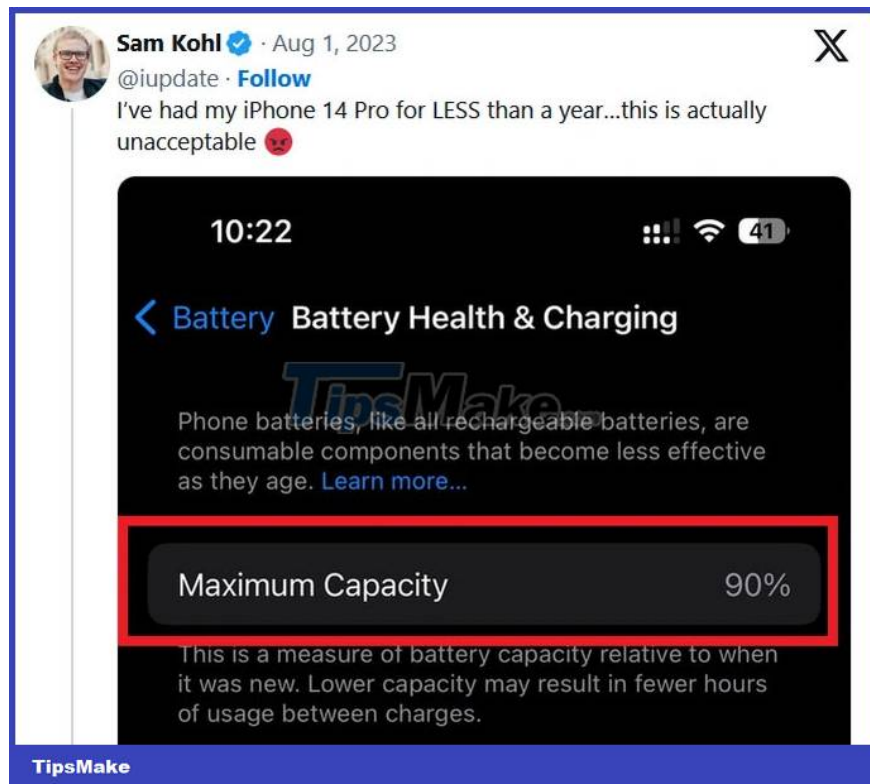 Sam Kohl · Aug 1, 2023
X
@iupdate · Follow
I've had my iPhone 14 Pro for LESS than a year...this is actually
unacceptable 😡
10:22
41
Battery Battery Health & Charging
TipsMake.com
Phone batteries, like all rechargeable batteries, are
consumable components that become less effective
as they age. Learn more...
Maximum Capacity 90%
This is a measure of battery capacity relative to when
it was new. Lower capacity may result in fewer hours
of usage between charges.
TipsMake